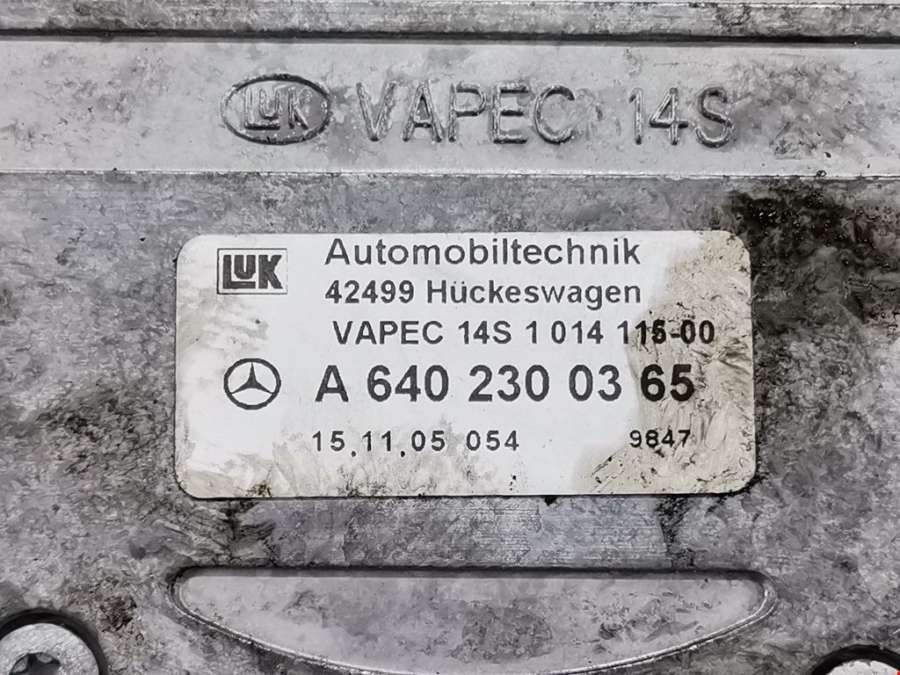 LUK VAPEC 14S
LUK Automobiltechnik
42499 Hückeswagen
VAPEC 14S 1 014 115-00
A 640 230 03 65
15.11.05 054 9847